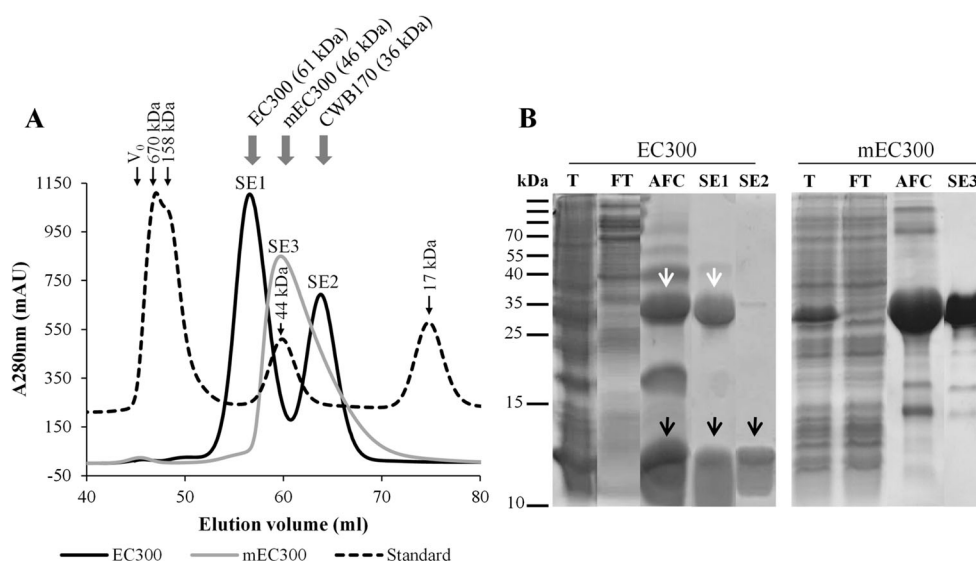 A
EC300 (61 kDa)
mEC300 (46 kDa)
CWB170 (36 kDa)
V0
670 kDa
158 kDa
SE1
SE3
SE2
44 kDa
17 kDa
A280nm (mAU)
1150
950
750
550
350
150
-50
40 50 60 70 80
Elution volume (ml)
EC300 mEC300 Standard
B
EC300 mEC300
kDa T FT AFC SE1 SE2 T FT AFC SE3
70
55
40
35
25
15
10